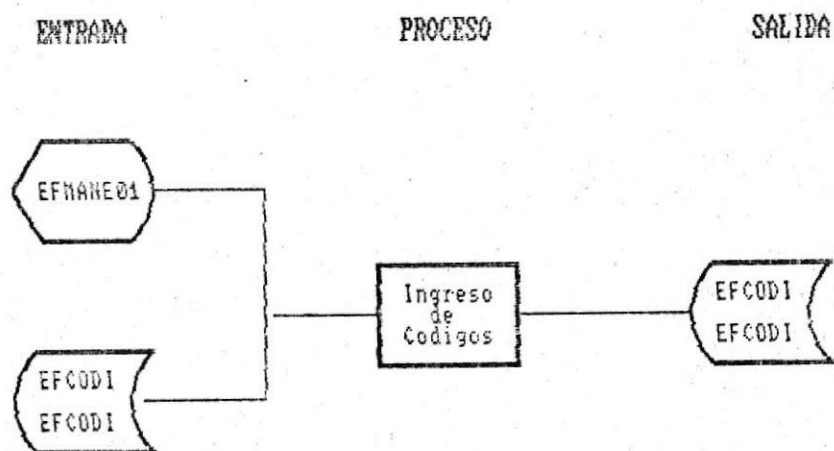 ENTRADA PROCESO SALIDA
EFMANE01
Ingreso
de
Codigos
EFCODI
EFCODI
EFCODI
EFCODI